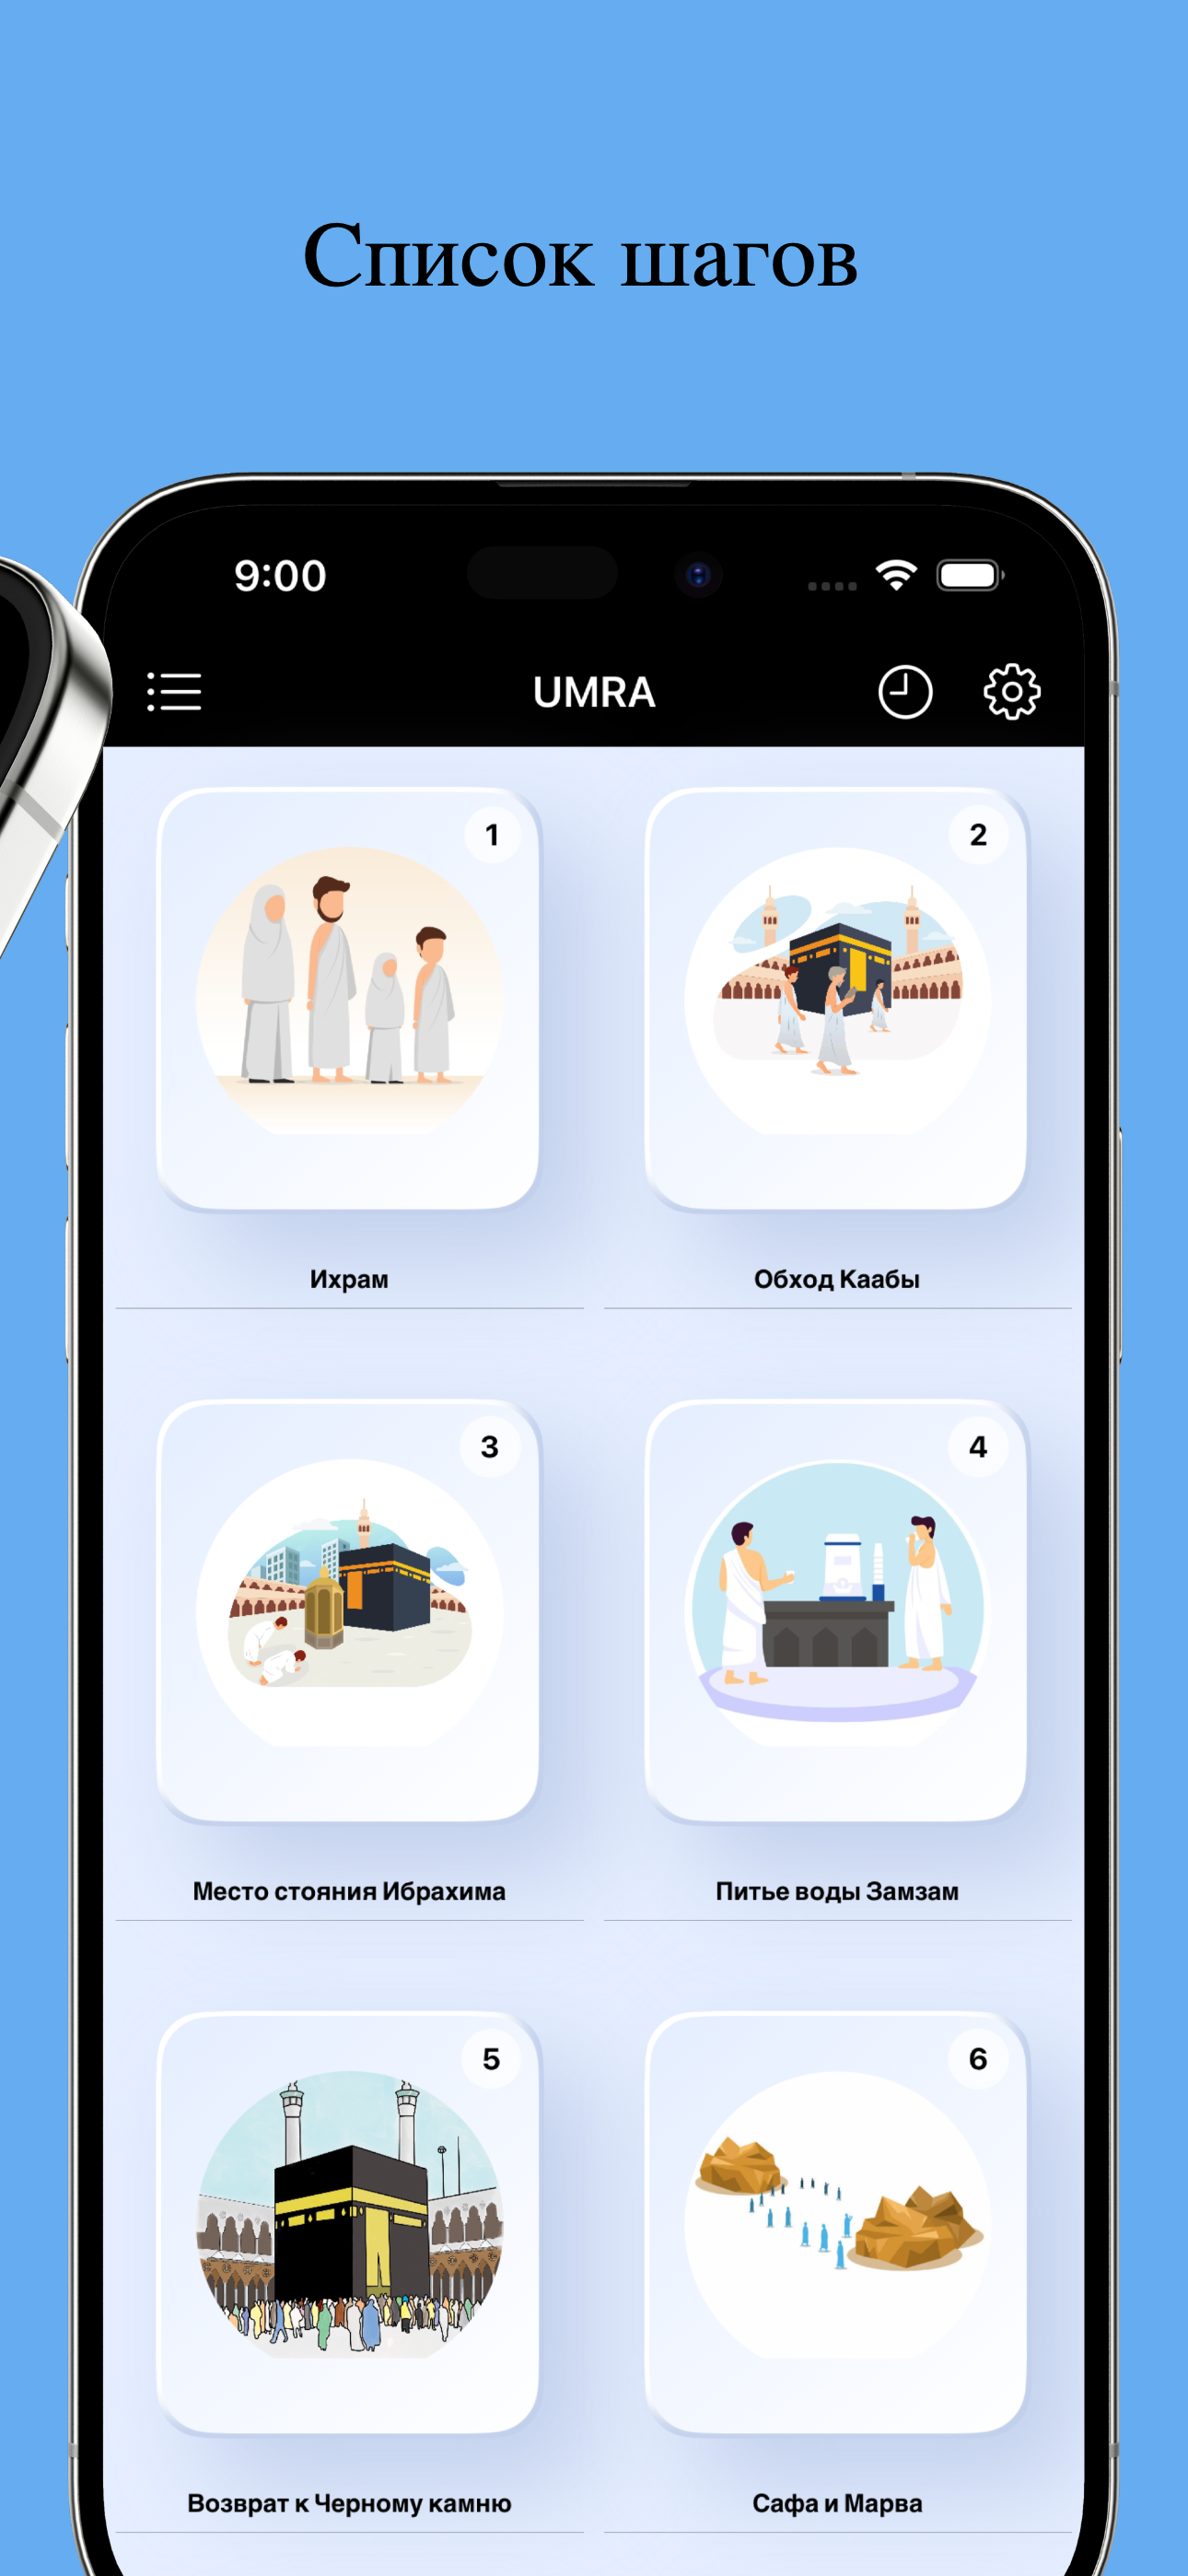 Список шагов
9:00
UMRA
1
2
Ихрам
Обход Каабы
3
4
Место стояния Ибрахима
Питье воды Замзам
5
6
Возврат к Черному камню
Сафа и Марва